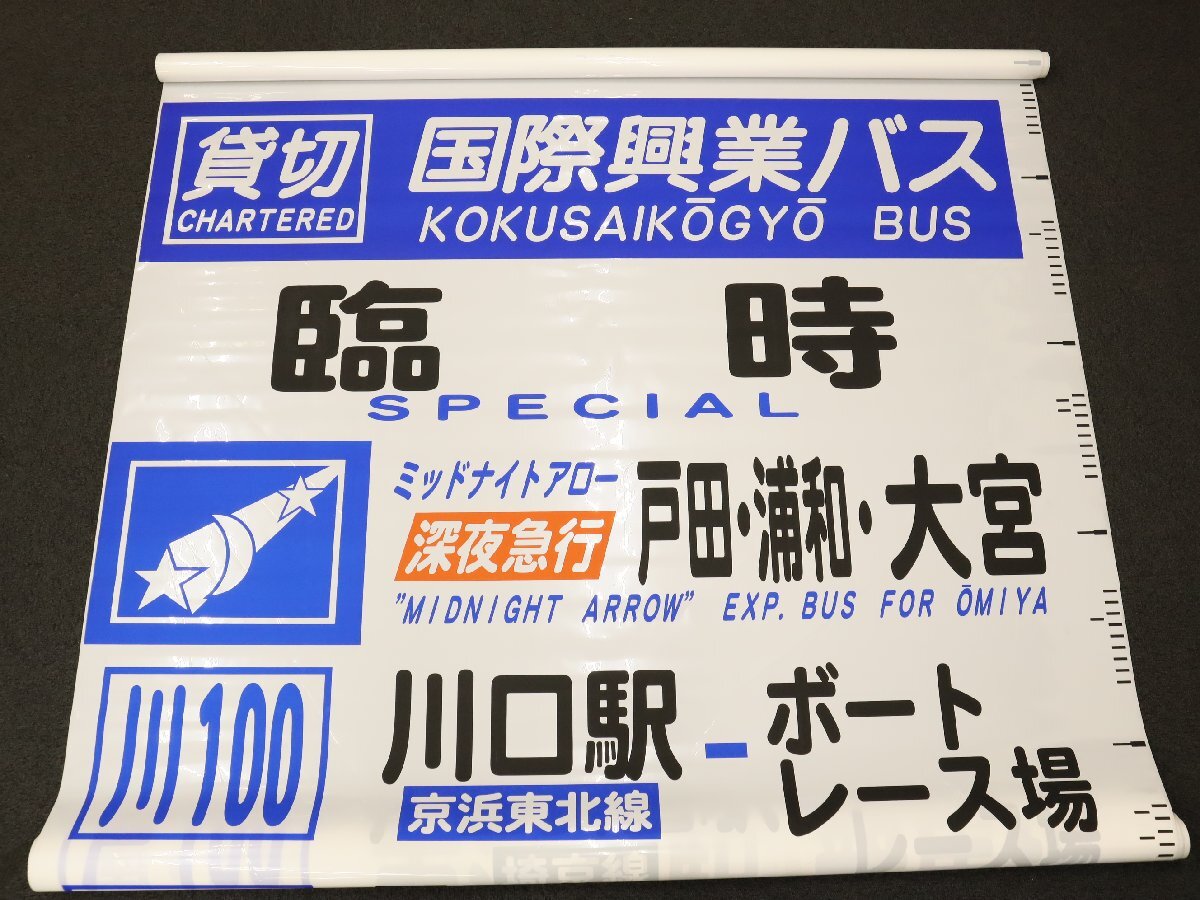 貸切 国際興業バス
CHARTERED KOKUSAIKŌGYŌ BUS
臨時
SPECIAL
ミッドナイトアロー
深夜急行 戸田・浦和・大宮
"MIDNIGHT ARROW" EXP. BUS FOR ŌMIYA
川100 川口駅 - ボート
レース場
京浜東北線
埼京線